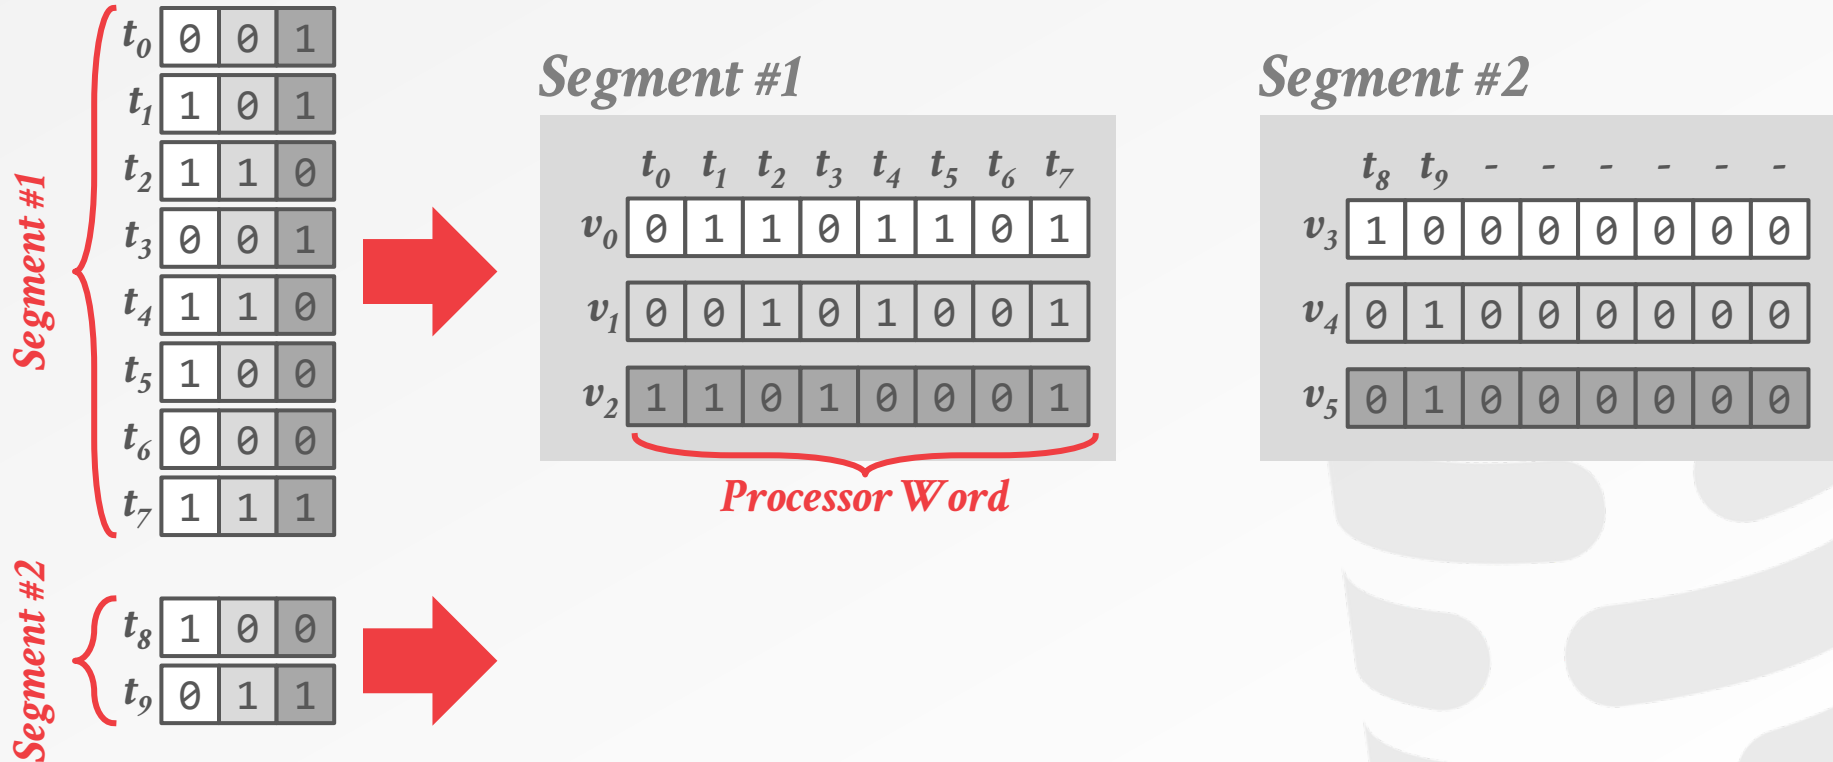 Segment #1
t0 0 0 1
t1 1 0 1
t2 1 1 0
t3 0 0 1
t4 1 1 0
t5 1 0 0
t6 0 0 0
t7 1 1 1
Segment #2
t8 1 0 0
t9 0 1 1
Segment #1
t0 t1 t2 t3 t4 t5 t6 t7
v0 0 1 1 0 1 1 0 1
v1 0 0 1 0 1 0 0 1
v2 1 1 0 1 0 0 0 1
Processor Word
Segment #2
t8 t9 - - - - - -
v3 1 0 0 0 0 0 0 0
v4 0 1 0 0 0 0 0 0
v5 0 1 0 0 0 0 0 0